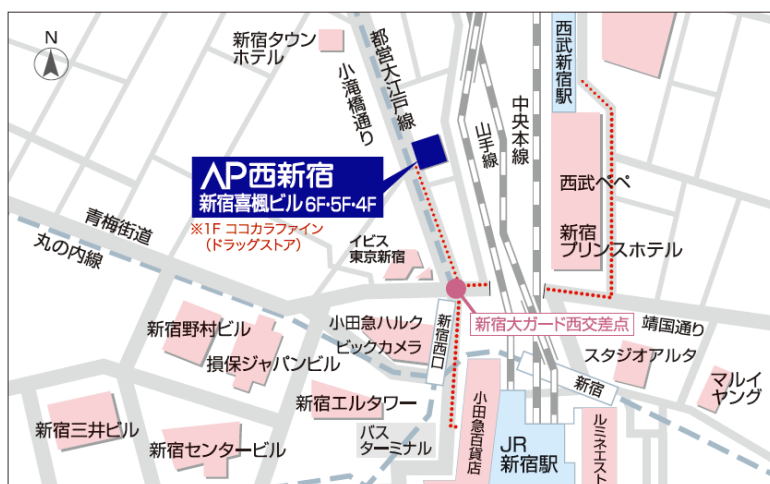 N
新宿タウン
ホテル
都営大江戸線
小滝橋通り
山手線
中央本線
西武新宿駅
AP西新宿
新宿喜楓ビル6F・5F・4F
※1F ココカラファイン
（ドラッグストア）
西武ペペ
新宿
プリンスホテル
青梅街道
丸の内線
イビス
東京新宿
新宿大ガード西交差点
靖国通り
新宿野村ビル
損保ジャパンビル
小田急ハルク
ビックカメラ
新宿西口
スタジオアルタ
新宿
マルイ
ヤング
新宿エルタワー
新宿三井ビル
新宿センタービル
バス
ターミナル
小田急百貨店
JR
新宿駅
ルミネエスト